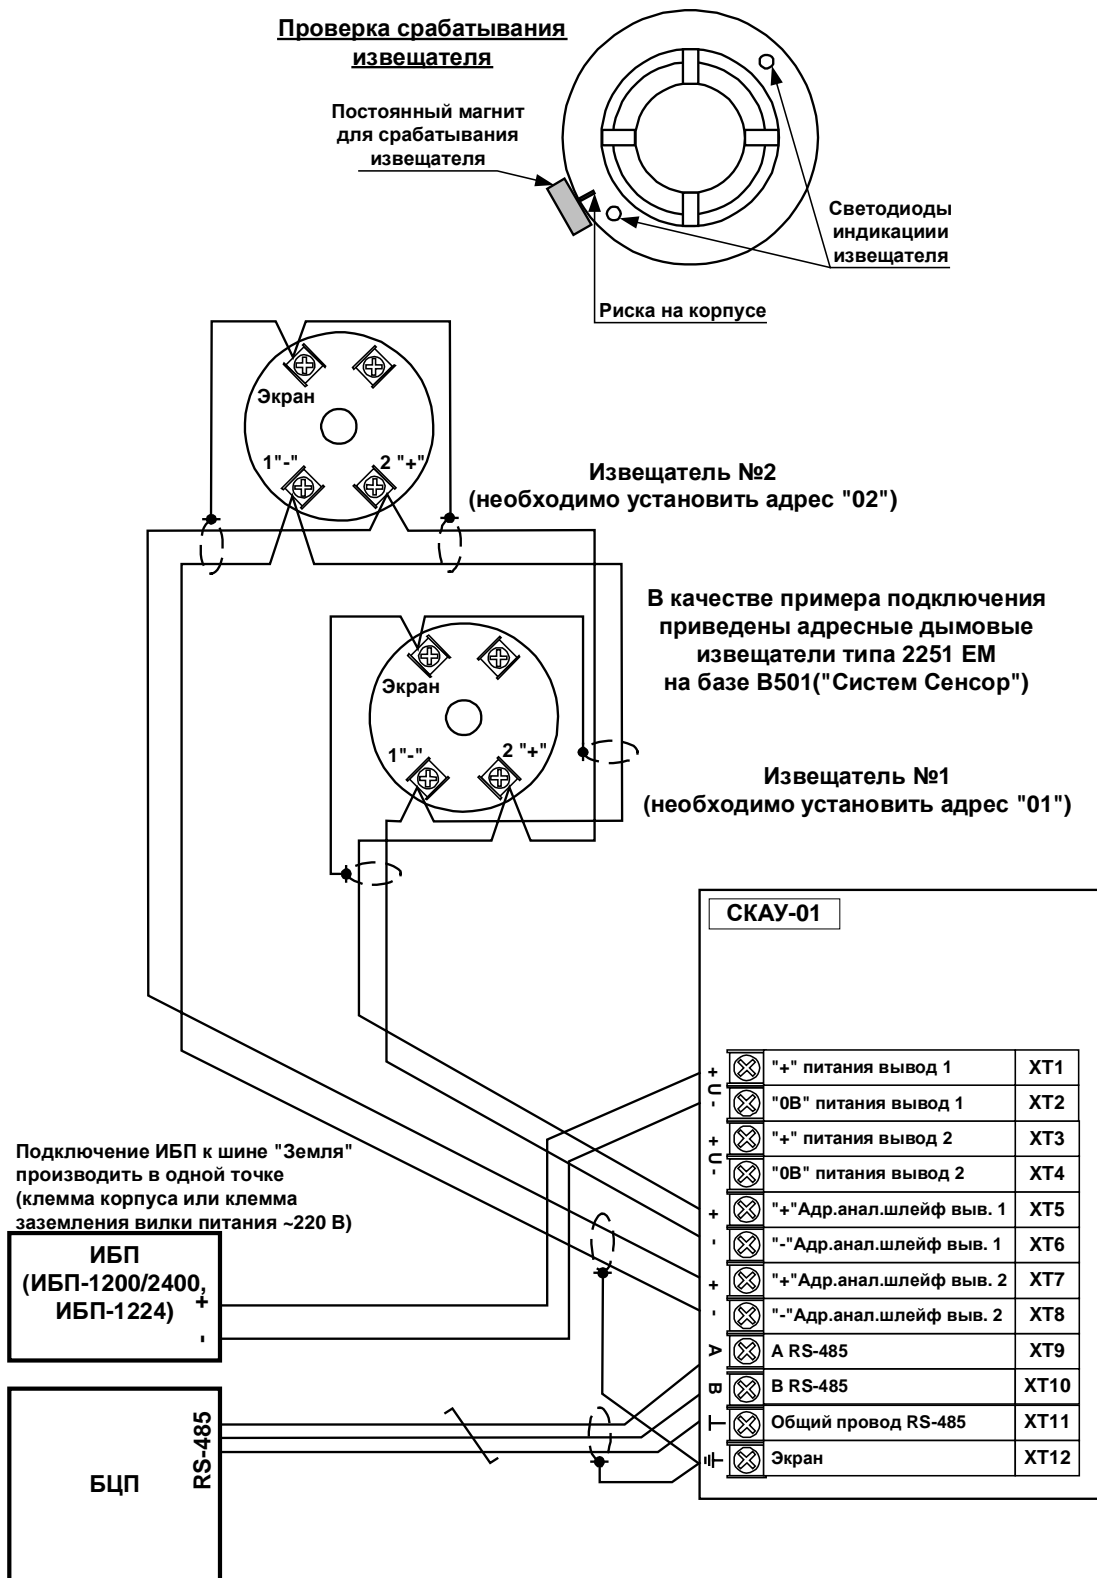 Проверка срабатывания
извещателя
Постоянный магнит
для срабатывания
извещателя
Светодиоды
индикациии
извещателя
Риска на корпусе
Экран
1"-"
2 "+"
Извещатель №2
(необходимо установить адрес "02")
В качестве примера подключения
приведены адресные дымовые
извещатели типа 2251 ЕМ
на базе В501("Систем Сенсор")
Экран
1"-"
2 "+"
Извещатель №1
(необходимо установить адрес "01")
СКАУ-01
+ U - "+" питания вывод 1 XT1
"0В" питания вывод 1 XT2
+ U - "+" питания вывод 2 XT3
"0В" питания вывод 2 XT4
+ "+"Адр.анал.шлейф выв. 1 XT5
- "-"Адр.анал.шлейф выв. 1 XT6
+ "+"Адр.анал.шлейф выв. 2 XT7
- "-"Адр.анал.шлейф выв. 2 XT8
A A RS-485 XT9
B B RS-485 XT10
Общий провод RS-485 XT11
Экран XT12
Подключение ИБП к шине "Земля"
производить в одной точке
(клемма корпуса или клемма
заземления вилки питания ~220 В)
ИБП
(ИБП-1200/2400,
ИБП-1224)
+
-
БЦП
RS-485